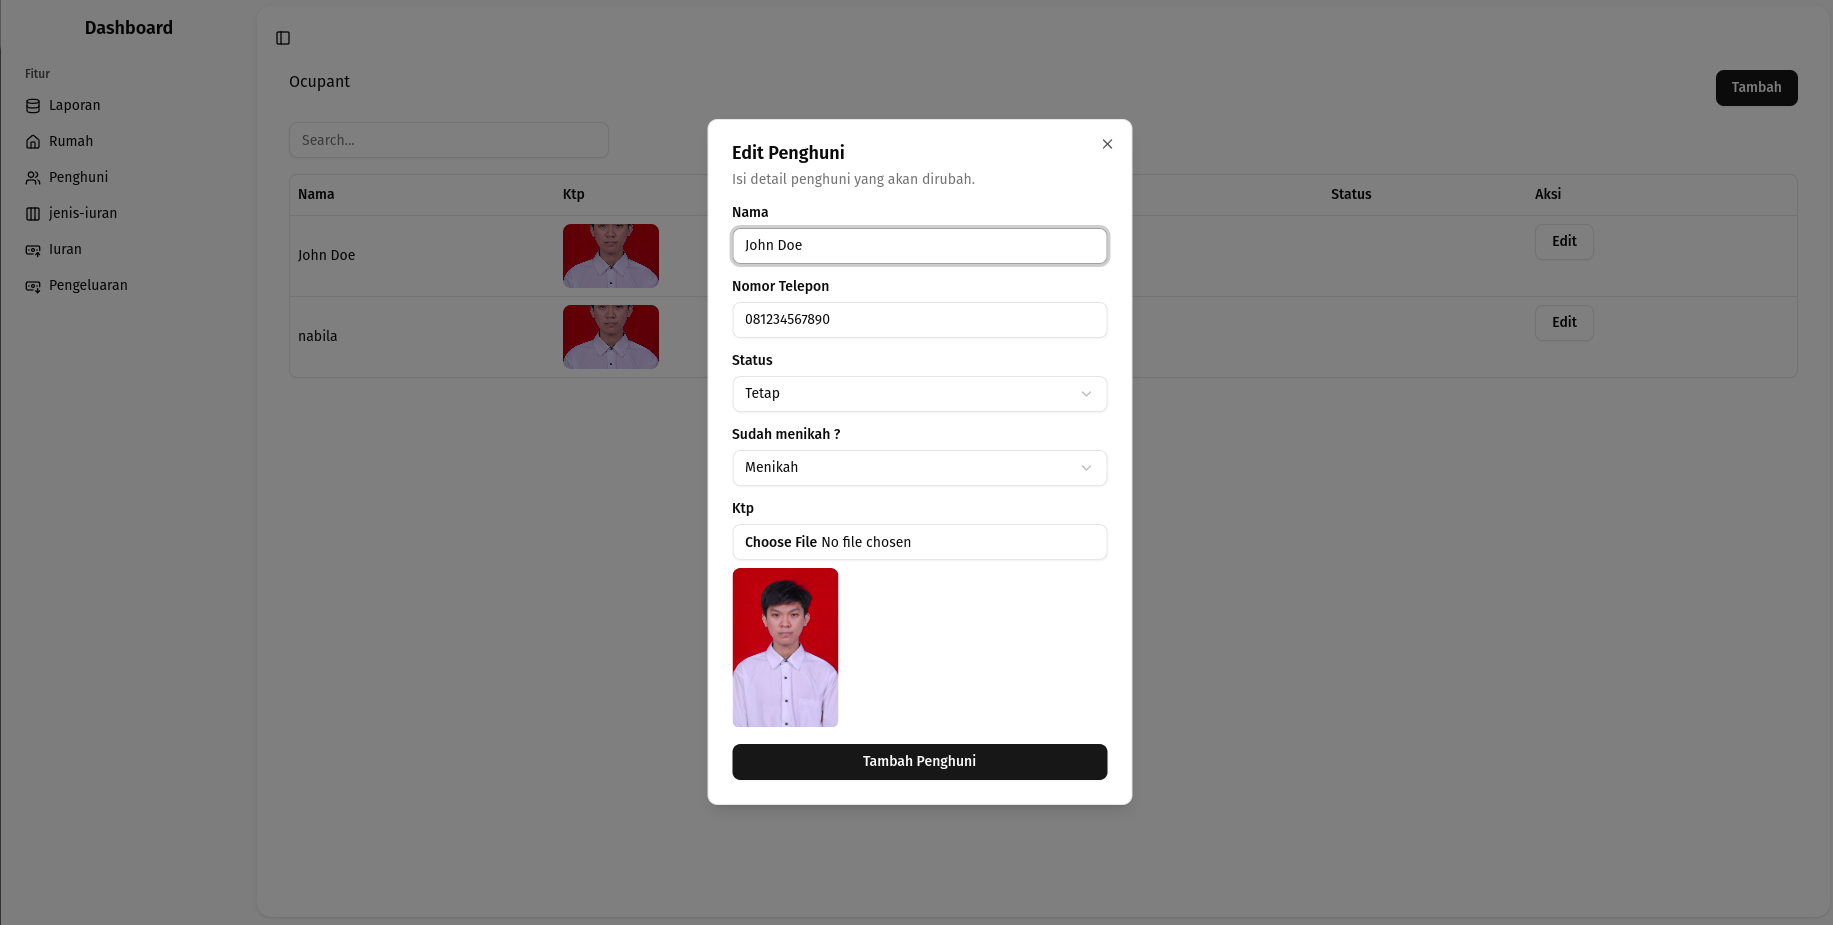 Dashboard
Fitur
Laporan
Rumah
Penghuni
jenis-iuran
Iuran
Pengeluaran
Ocupant
Tambah
Search...
Nama Ktp Status Aksi
John Doe Edit
nabila Edit
Edit Penghuni
Isi detail penghuni yang akan dirubah.
Nama
John Doe
Nomor Telepon
081234567890
Status
Tetap
Sudah menikah ?
Menikah
Ktp
Choose File No file chosen
Tambah Penghuni